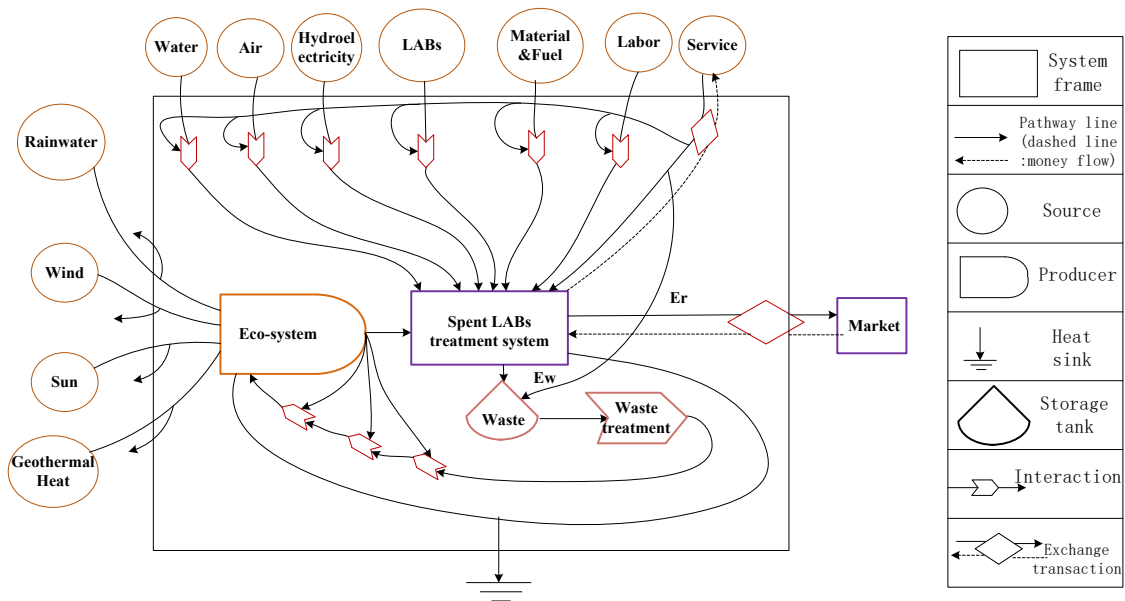 Water
Air
Hydroel
ectricity
LABs
Material
&Fuel
Labor
Service
Rainwater
Wind
Sun
Geothermal
Heat
Eco-system
Spent LABs
treatment system
Er
Market
Ew
Waste
Waste
treatment
System
frame
Pathway line
(dashed line
:money flow)
Source
Producer
Heat
sink
Storage
tank
Interaction
Exchange
transaction